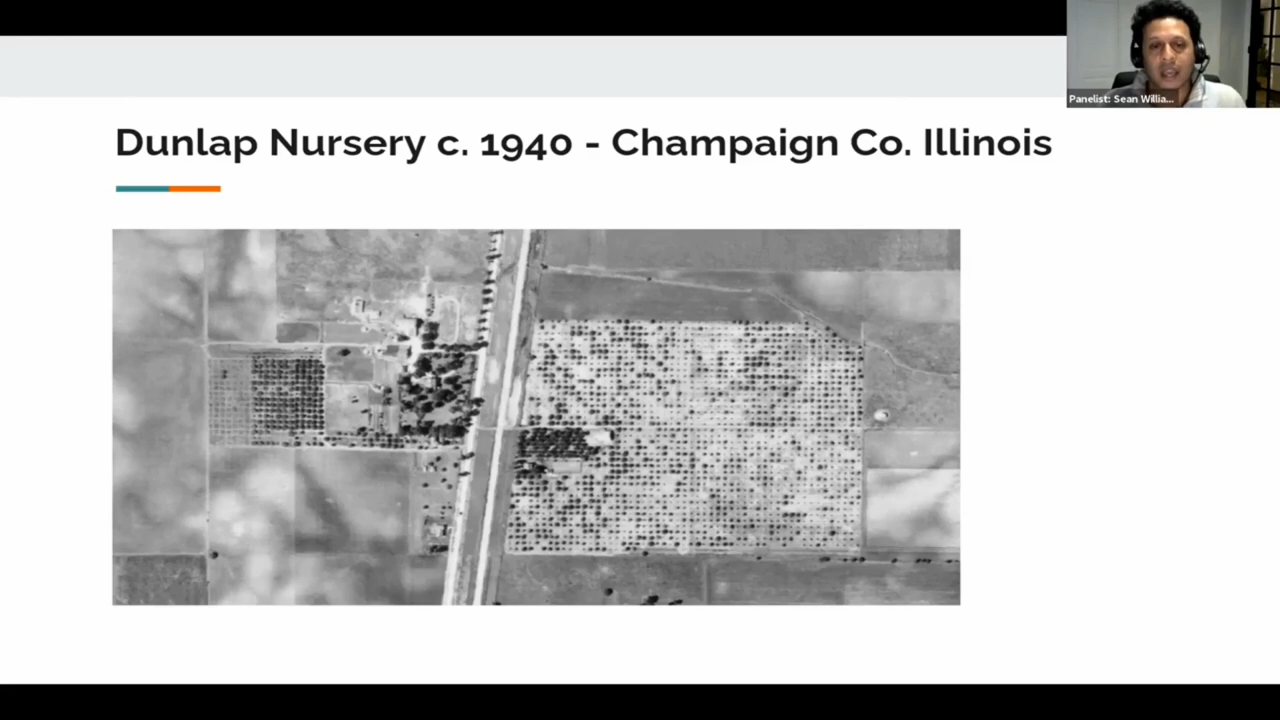 Panelist: Sean Willia...
Dunlap Nursery c. 1940 - Champaign Co. Illinois